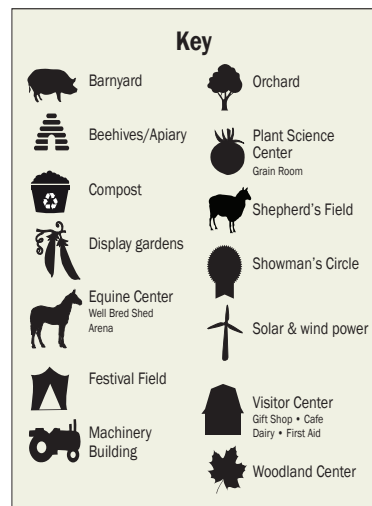 Key
Barnyard
Beehives/Apiary
Compost
Display gardens
Equine Center
Well Bred Shed
Arena
Festival Field
Machinery
Building
Orchard
Plant Science
Center
Grain Room
Shepherd's Field
Showman's Circle
Solar & wind power
Visitor Center
Gift Shop • Cafe
Dairy • First Aid
Woodland Center